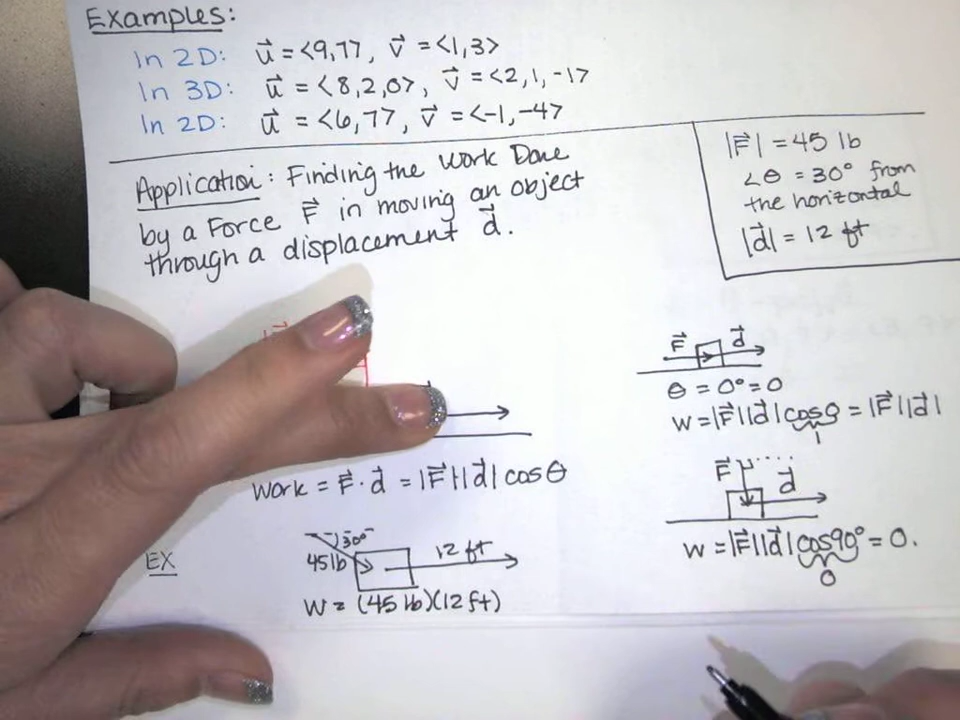 Examples:
In 2D: u⃗ = <9,7>, v⃗ = <1,3>
In 3D: u⃗ = <8,2,0>, v⃗ = <2,1,-1>
In 2D: u⃗ = <6,7>, v⃗ = <-1,-4>
Application: Finding the Work Done
by a Force F⃗ in moving an object
through a displacement d⃗.
|F⃗| = 45 lb
∠θ = 30° from
the horizontal
|d⃗| = 12 ft
F⃗ d⃗
θ = 0° = 0
W = |F⃗||d⃗| cosθ = |F⃗||d⃗|
1
Work = F⃗ · d⃗ = |F⃗||d⃗| cosθ
F⃗ d⃗
W = |F⃗||d⃗| cos90° = 0.
0
EX
30°
45lb 12 ft
W = (45 lb)(12 ft)